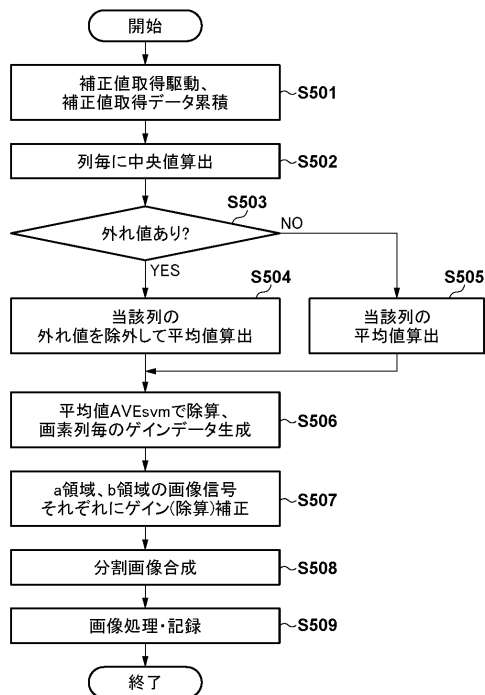 開始
補正値取得駆動、
補正値取得データ累積
S501
列毎に中央値算出
S502
S503
外れ値あり?
NO
YES
S504
当該列の
外れ値を除外して平均値算出
S505
当該列の
平均値算出
平均値AVEsvmで除算、
画素列毎のゲインデータ生成
S506
a領域、b領域の画像信号
それぞれにゲイン(除算)補正
S507
分割画像合成
S508
画像処理・記録
S509
終了